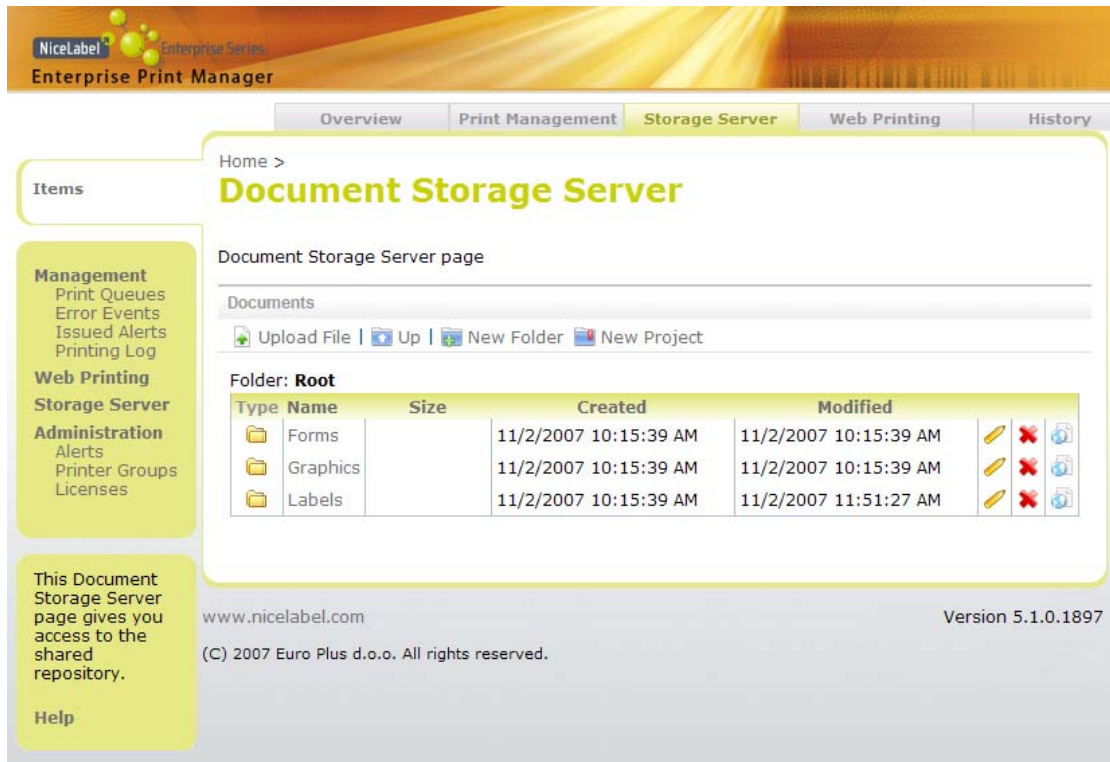 NiceLabel Enterprise Series
Enterprise Print Manager
Overview Print Management Storage Server Web Printing History
Items
Home >
Document Storage Server
Document Storage Server page
Management
Print Queues
Error Events
Issued Alerts
Printing Log
Web Printing
Storage Server
Administration
Alerts
Printer Groups
Licenses
Documents
Upload File | Up | New Folder New Project
Folder: Root
Type Name Size Created Modified
Forms 11/2/2007 10:15:39 AM 11/2/2007 10:15:39 AM
Graphics 11/2/2007 10:15:39 AM 11/2/2007 10:15:39 AM
Labels 11/2/2007 10:15:39 AM 11/2/2007 11:51:27 AM
This Document
Storage Server
page gives you
access to the
shared
repository.
Help
www.nicelabel.com Version 5.1.0.1897
(C) 2007 Euro Plus d.o.o. All rights reserved.